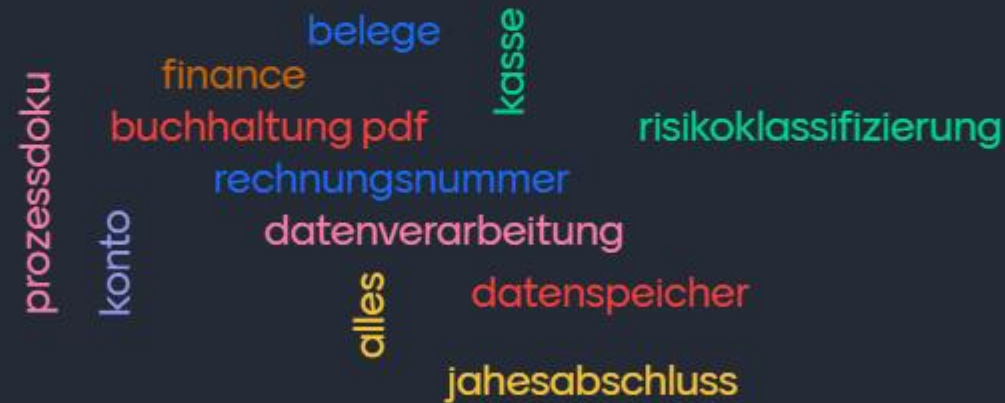 belege
kasse
finance
prozessdoku
buchhaltung pdf
risikoklassifizierung
rechnungsnummer
konto
datenverarbeitung
alles
datenspeicher
jahesabschluss